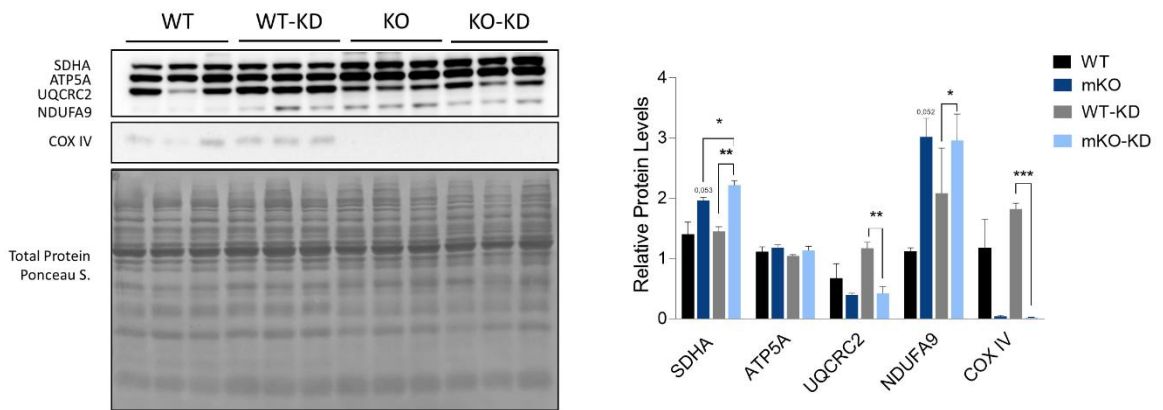 WT WT-KD KO KO-KD
SDHA
ATP5A
UQCRC2
NDUFA9
COX IV
Total Protein
Ponceau S.
Relative Protein Levels
4
3
2
1
0
0,053
*
**
**
0,052
*
***
SDHA
ATP5A
UQCRC2
NDUFA9
COX IV
WT
mKO
WT-KD
mKO-KD